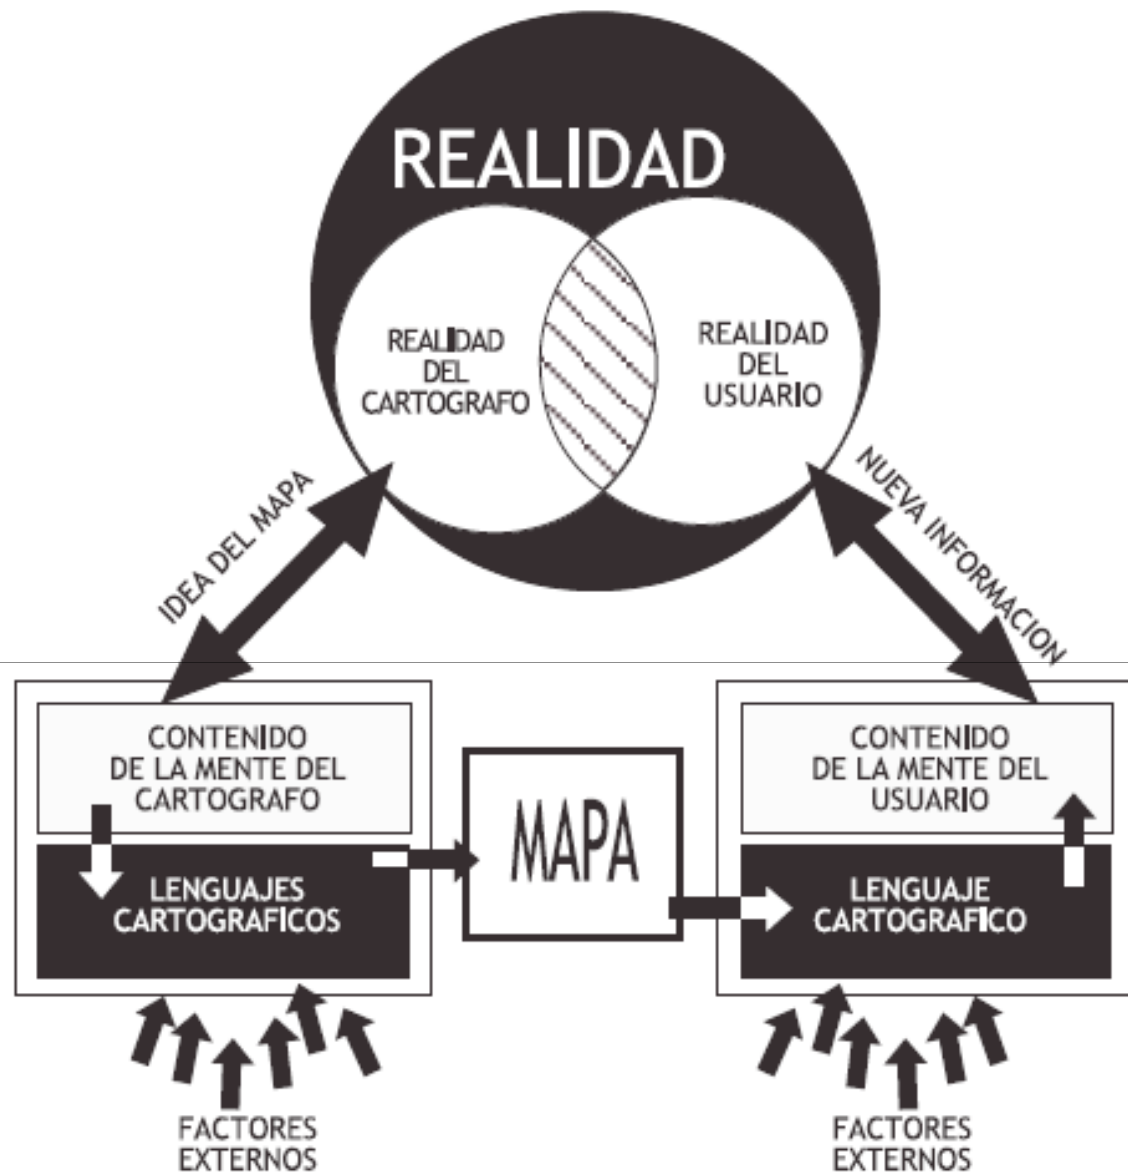 REALIDAD
REALIDAD
DEL
CARTOGRAFO
REALIDAD
DEL
USUARIO
IDEA DEL MAPA
NUEVA INFORMACION
CONTENIDO
DE LA MENTE DEL
CARTOGRAFO
LENGUAJES
CARTOGRAFICOS
MAPA
CONTENIDO
DE LA MENTE DEL
USUARIO
LENGUAJE
CARTOGRAFICO
FACTORES
EXTERNOS
FACTORES
EXTERNOS